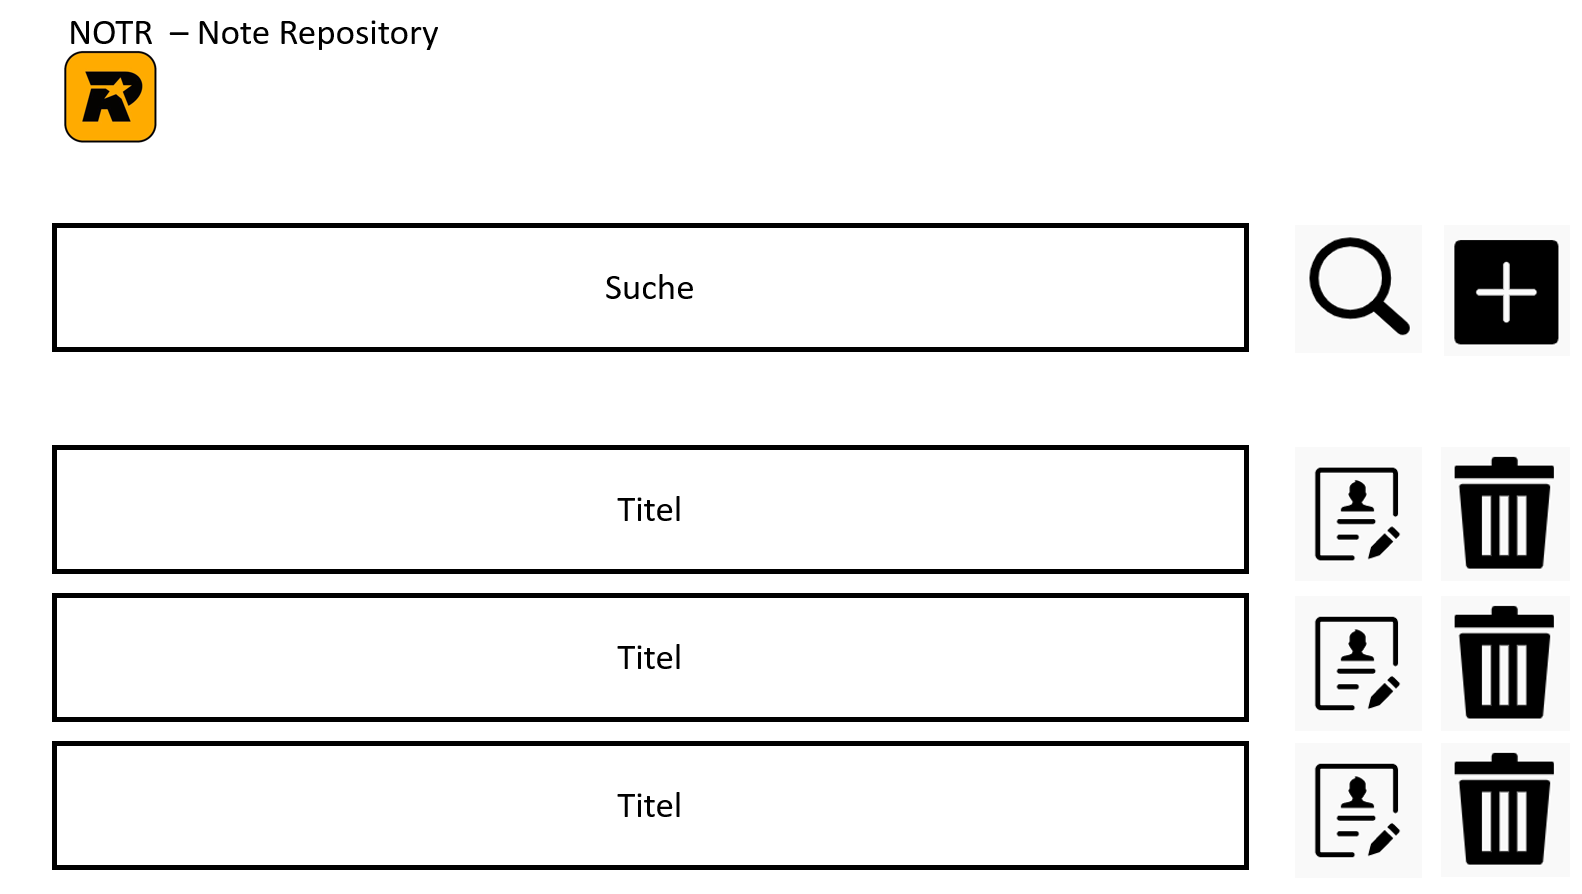 NOTR – Note Repository
Suche
Titel
Titel
Titel